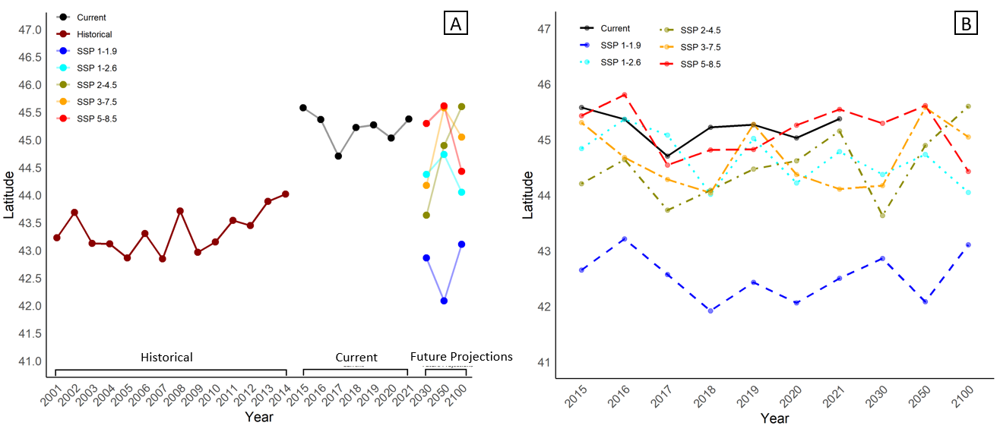 A
Current
Historical
SSP 1-1.9
SSP 1-2.6
SSP 2-4.5
SSP 3-7.5
SSP 5-8.5
47.0
46.5
46.0
45.5
45.0
44.5
44.0
43.5
43.0
42.5
42.0
41.5
41.0
Latitude
Historical
Current
Future Projections
2001
2002
2003
2004
2005
2006
2007
2008
2009
2010
2011
2012
2013
2014
2015
2016
2017
2018
2019
2020
2021
2030
2050
2100
Year
B
Current
SSP 1-1.9
SSP 1-2.6
SSP 2-4.5
SSP 3-7.5
SSP 5-8.5
47
46
45
44
43
42
41
Latitude
2015
2016
2017
2018
2019
2020
2021
2030
2050
2100
Year